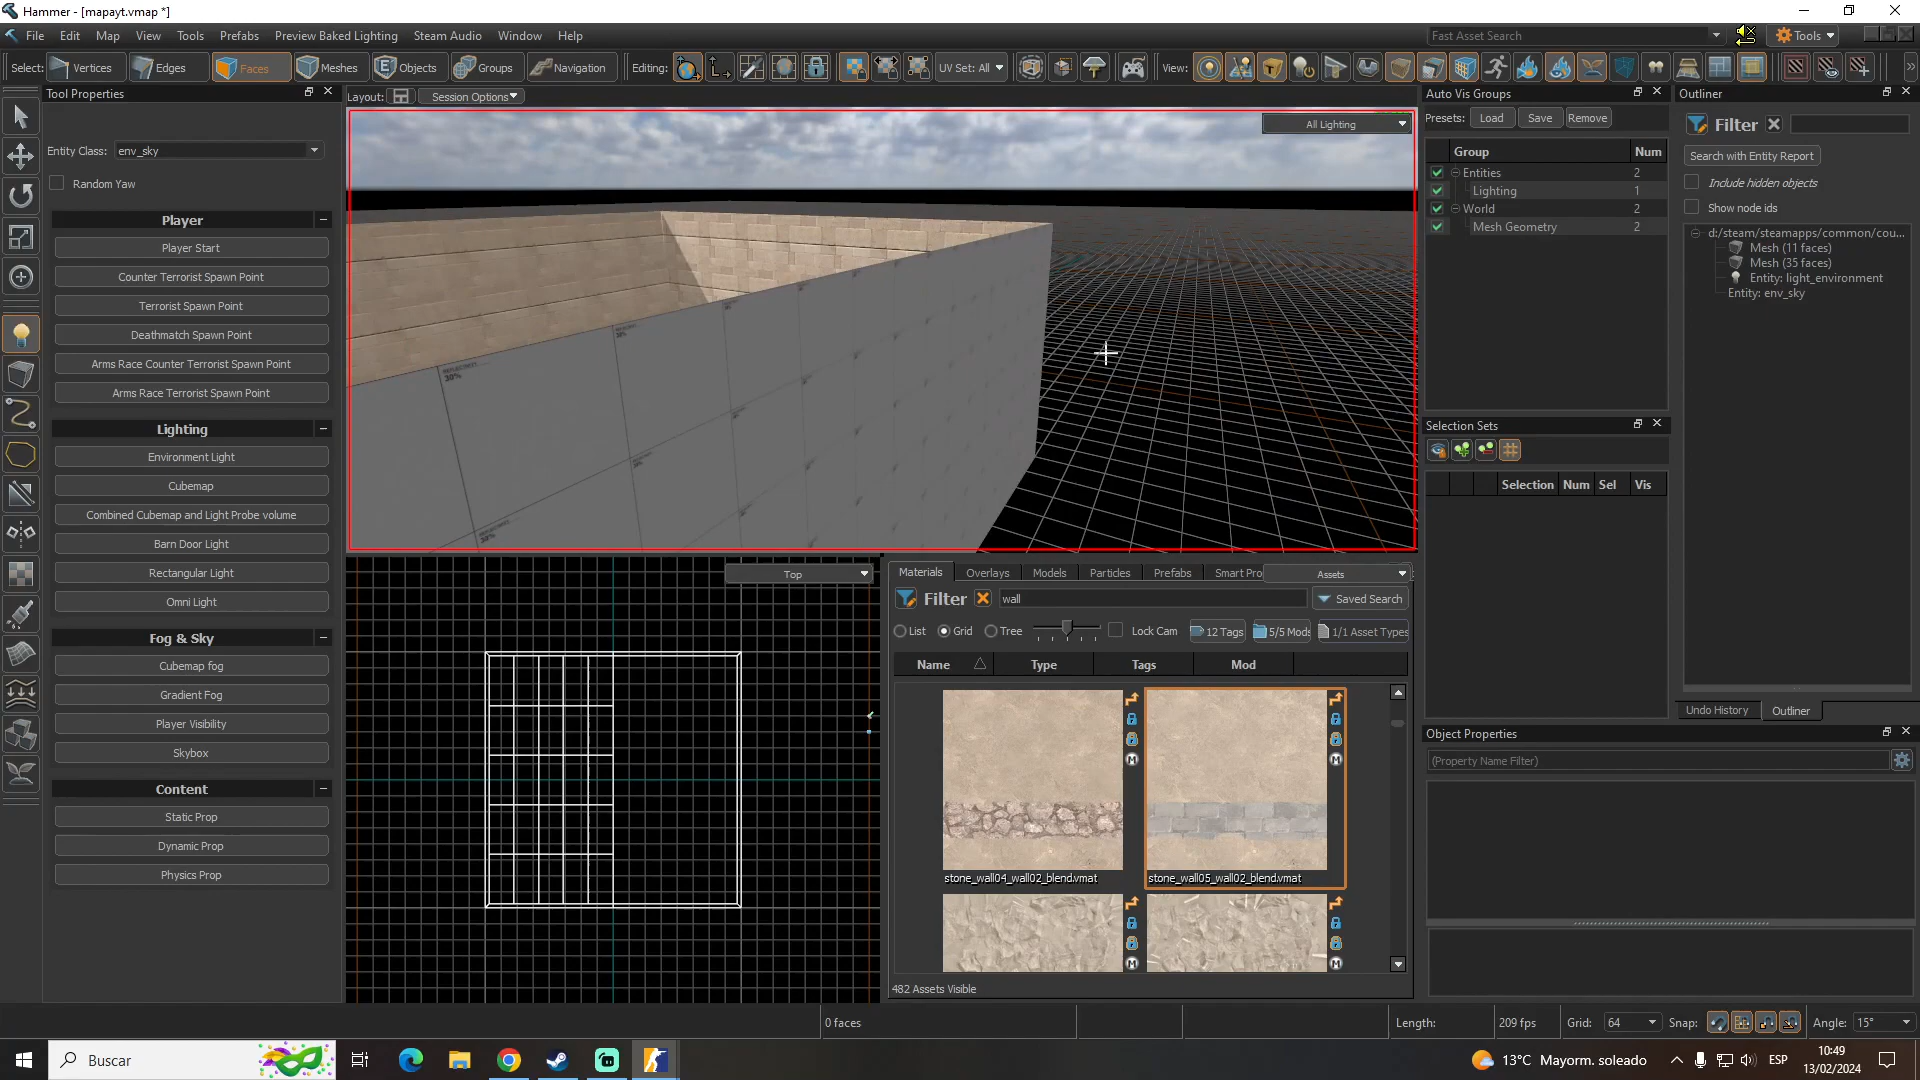 Hammer - [mapayt.vmap *]
File Edit Map View Tools Prefabs Preview Baked Lighting Steam Audio Window Help
Fast Asset Search
Tools
Select: Vertices Edges Faces Meshes Objects Groups Navigation Editing: UV Set: All View:
Tool Properties
Layout: Session Options
Auto Vis Groups
Outliner
Entity Class: env_sky
Random Yaw
Player
Player Start
Counter Terrorist Spawn Point
Terrorist Spawn Point
Deathmatch Spawn Point
Arms Race Counter Terrorist Spawn Point
Arms Race Terrorist Spawn Point
Lighting
Environment Light
Cubemap
Combined Cubemap and Light Probe volume
Barn Door Light
Rectangular Light
Omni Light
Fog & Sky
Cubemap fog
Gradient Fog
Player Visibility
Skybox
Content
Static Prop
Dynamic Prop
Physics Prop
All Lighting
30%
Top
Materials Overlays Models Particles Prefabs Smart Pro Assets
Filter wall Saved Search
List Grid Tree Lock Cam 12 Tags 5/5 Mods 1/1 Asset Types
Name Type Tags Mod
stone_wall04_wall02_blend.vmat
stone_wall05_wall02_blend.vmat
482 Assets Visible
Presets: Load Save Remove
Group Num
Entities 2
Lighting 1
World 2
Mesh Geometry 2
Selection Sets
Selection Num Sel Vis
Filter
Search with Entity Report
Include hidden objects
Show node ids
d:/steam/steamapps/common/cou...
Mesh (11 faces)
Mesh (35 faces)
Entity: light_environment
Entity: env_sky
Undo History Outliner
Object Properties
(Property Name Filter)
0 faces
Length: 209 fps Grid: 64 Snap: Angle: 15°
Buscar
13°C Mayorm. soleado
ESP
10:49
13/02/2024